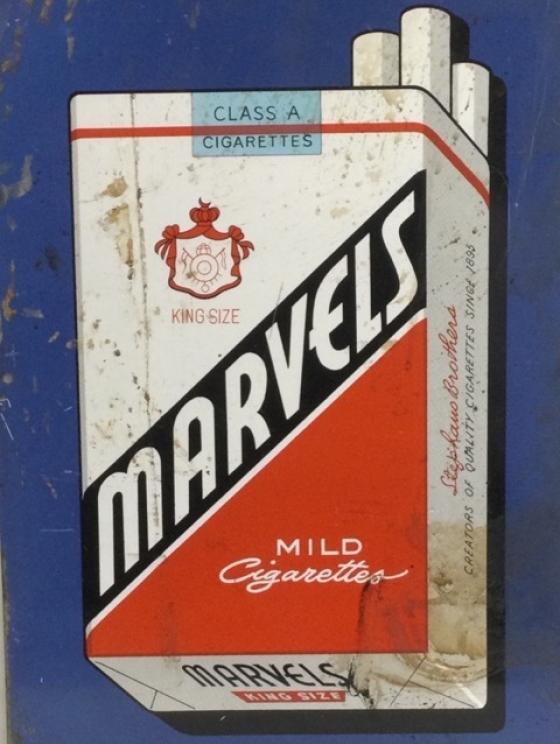 CLASS A
CIGARETTES
KING SIZE
MARVELS
MILD
Cigarettes
MARVELS
KING SIZE
Stephano Brothers
CREATORS OF QUALITY CIGARETTES SINCE 1895